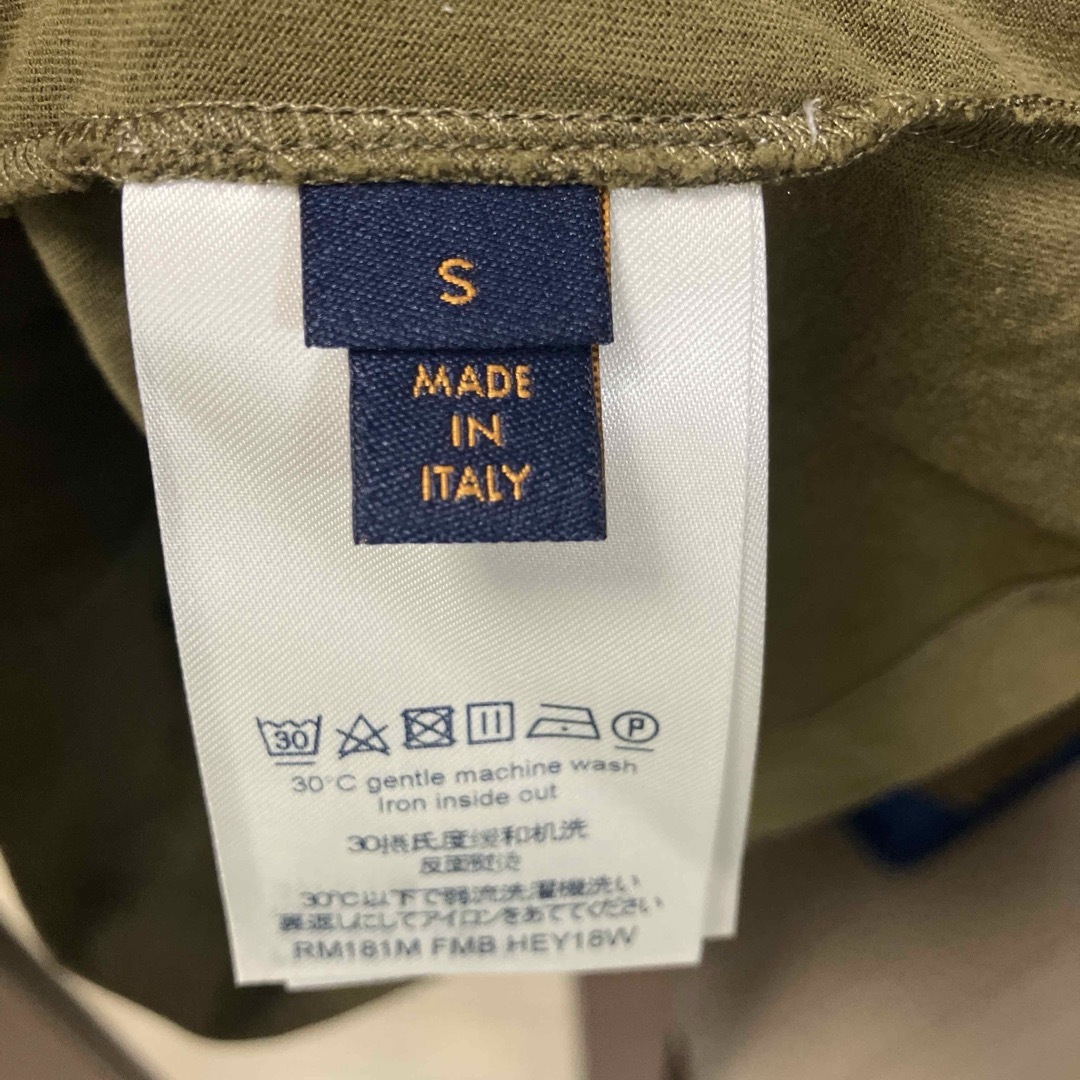 S
MADE
IN
ITALY
30 P
30°C gentle machine wash
Iron inside out
30摄氏度缓和机洗
反面熨烫
30℃以下で弱流洗濯機洗い
裏返しにしてアイロンをあててください
RM181M FMB HEY18W